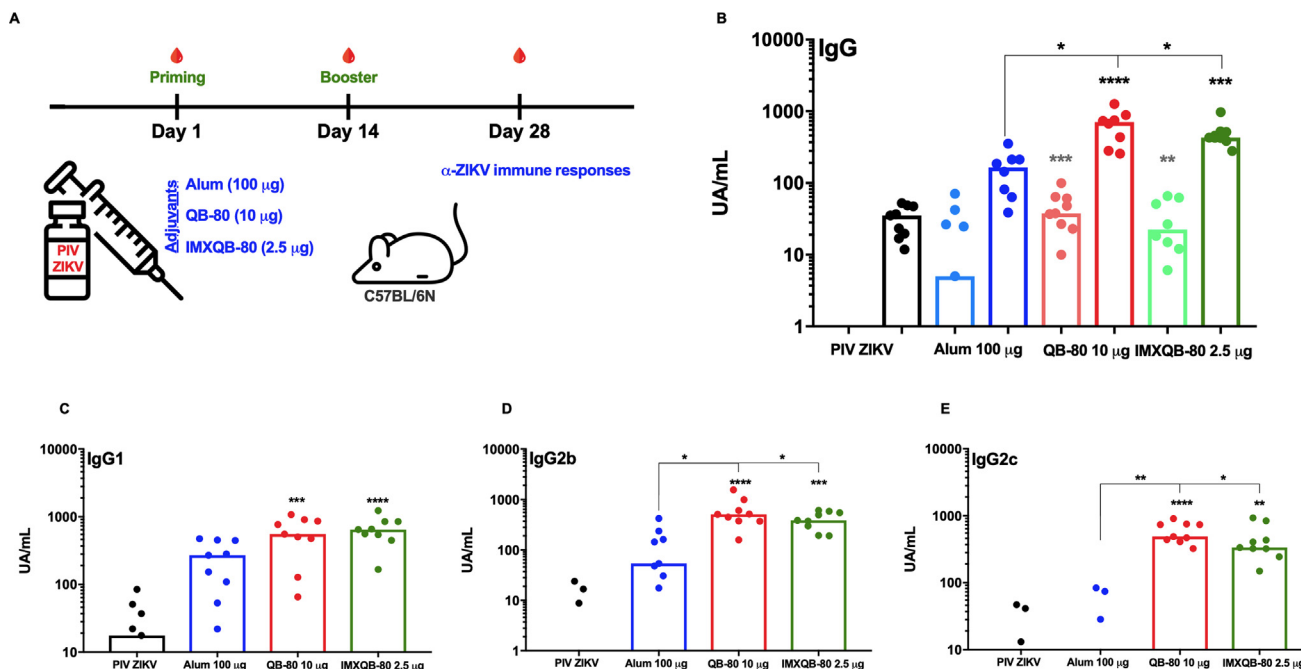 A
Priming
Booster
Day 1
Day 14
Day 28
PIV
ZIKV
Adjuvants
Alum (100 µg)
QB-80 (10 µg)
IMXQB-80 (2.5 µg)
α-ZIKV immune responses
C57BL/6N
B
IgG
UA/mL
10000
1000
100
10
1
*
*
****
***
***
**
PIV ZIKV
Alum 100 µg
QB-80 10 µg
IMXQB-80 2.5 µg
C
IgG1
UA/mL
10000
1000
100
10
***
****
PIV ZIKV
Alum 100 µg
QB-80 10 µg
IMXQB-80 2.5 µg
D
IgG2b
UA/mL
10000
1000
100
10
1
*
*
****
***
PIV ZIKV
Alum 100 µg
QB-80 10 µg
IMXQB-80 2.5 µg
E
IgG2c
UA/mL
10000
1000
100
10
**
*
****
**
PIV ZIKV
Alum 100 µg
QB-80 10 µg
IMXQB-80 2.5 µg